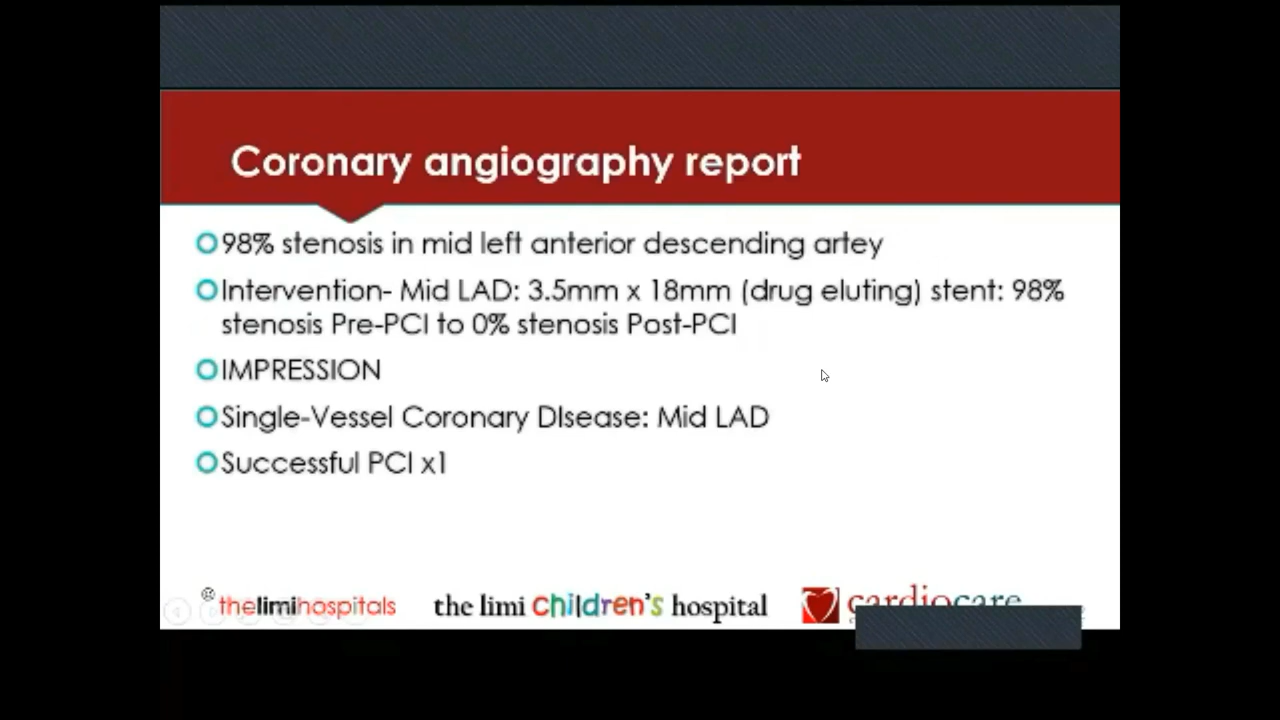 Coronary angiography report
98% stenosis in mid left anterior descending artey
Intervention- Mid LAD: 3.5mm x 18mm (drug eluting) stent: 98%
stenosis Pre-PCI to 0% stenosis Post-PCI
IMPRESSION
Single-Vessel Coronary DIsease: Mid LAD
Successful PCI x1
thelimihospitals
the limi children's hospital
cardiocare